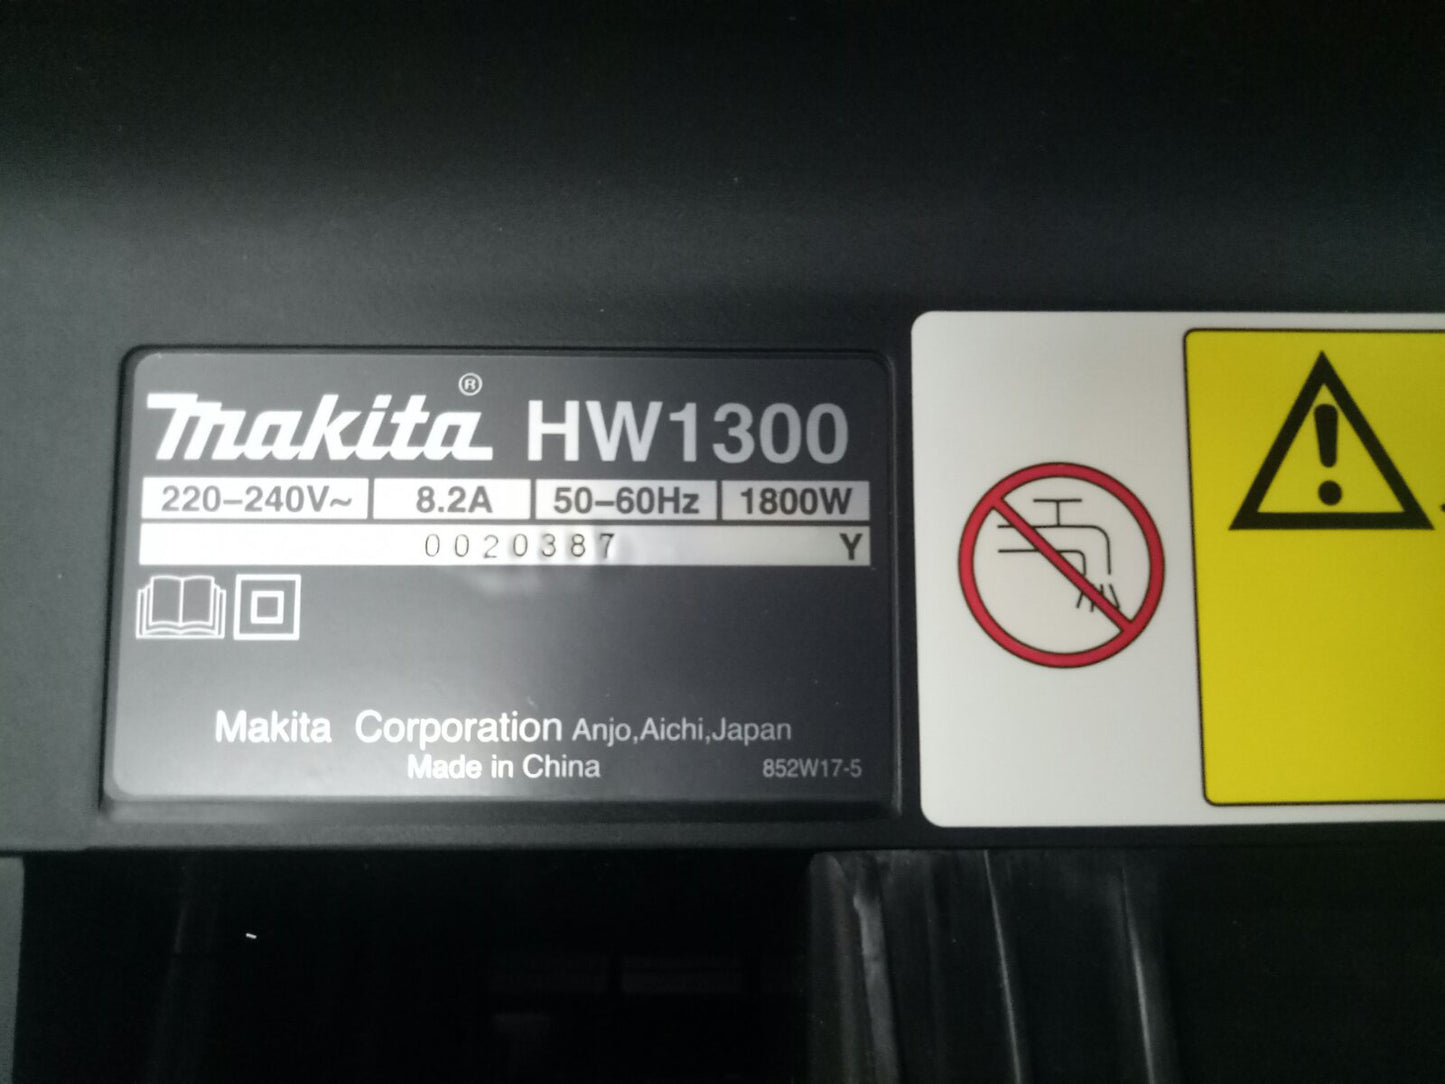 makita® HW1300
220–240V~ 8.2A 50–60Hz 1800W
0020387 Y
Makita Corporation Anjo,Aichi,Japan
Made in China 852W17-5